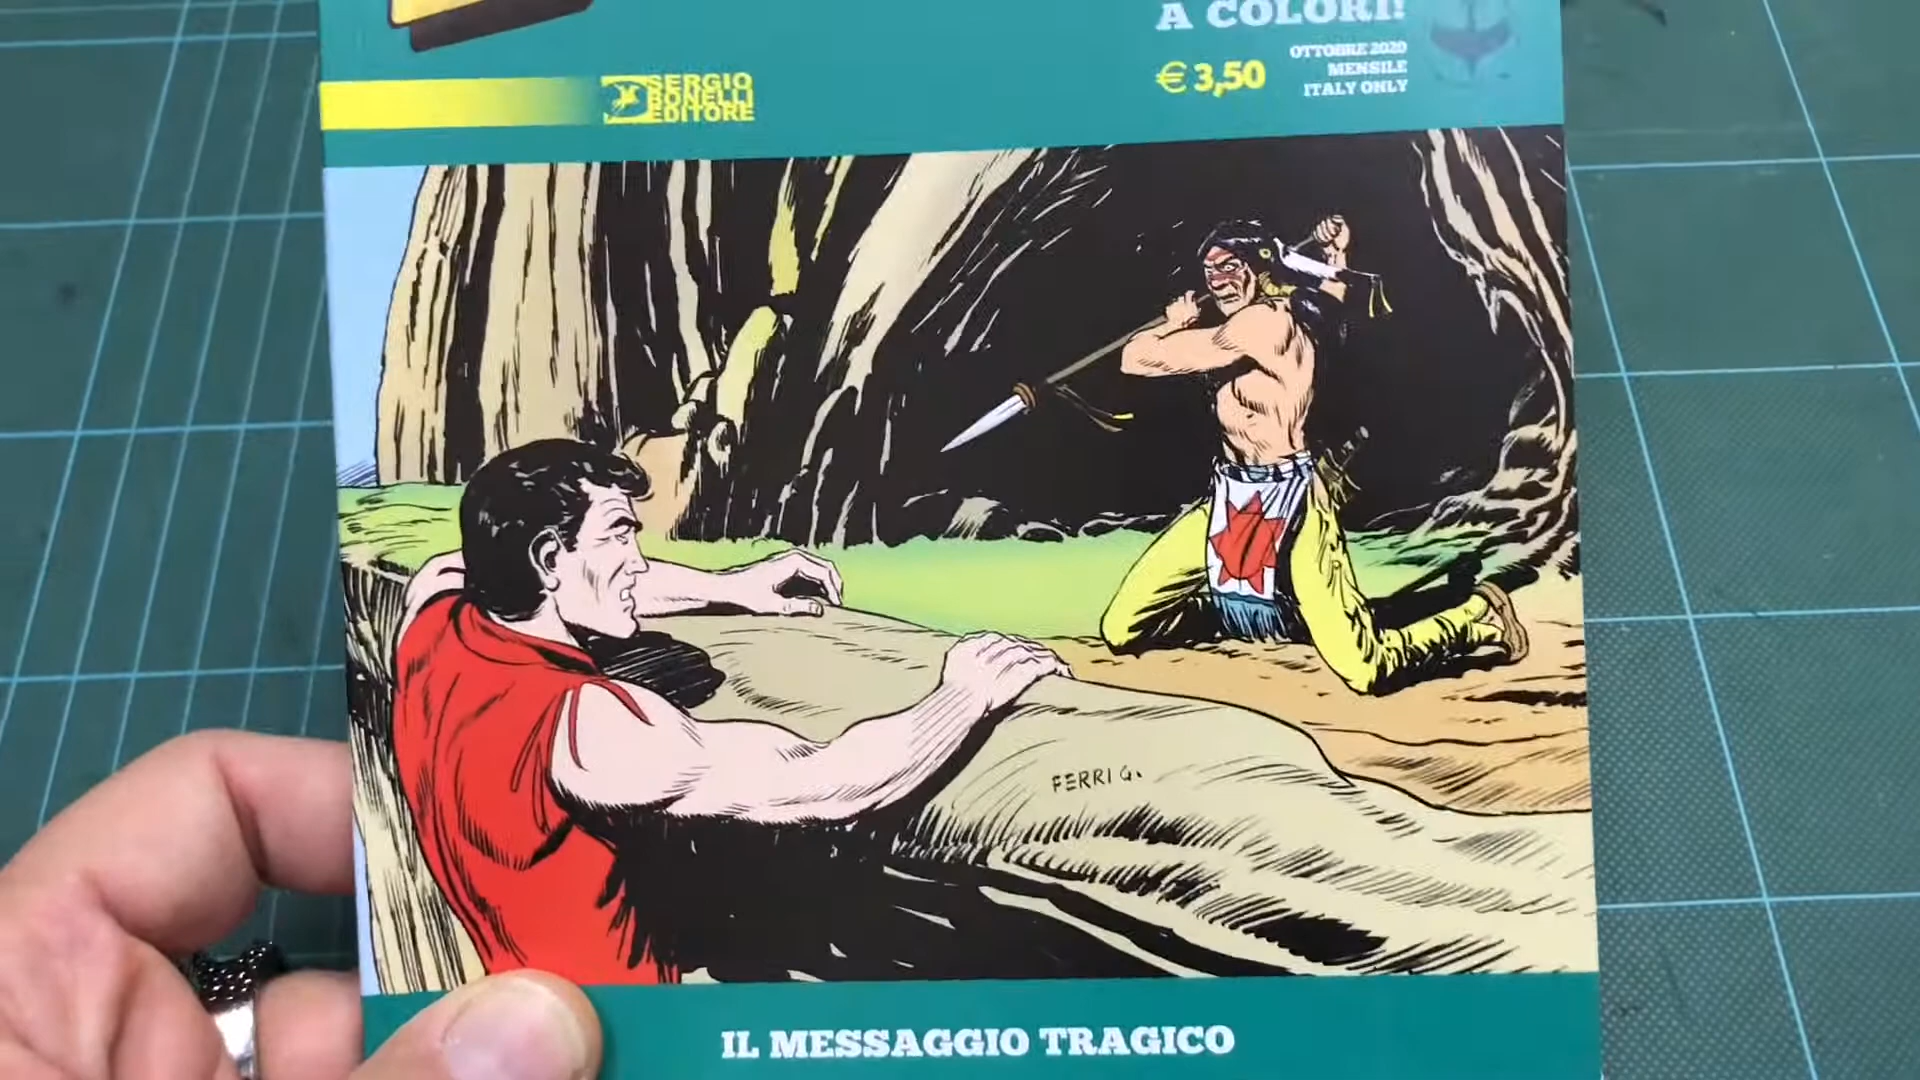 A COLORI!
OTTOBRE 2020
MENSILE
ITALY ONLY
€ 3,50
SERGIO
BONELLI
EDITORE
FERRI G.
IL MESSAGGIO TRAGICO